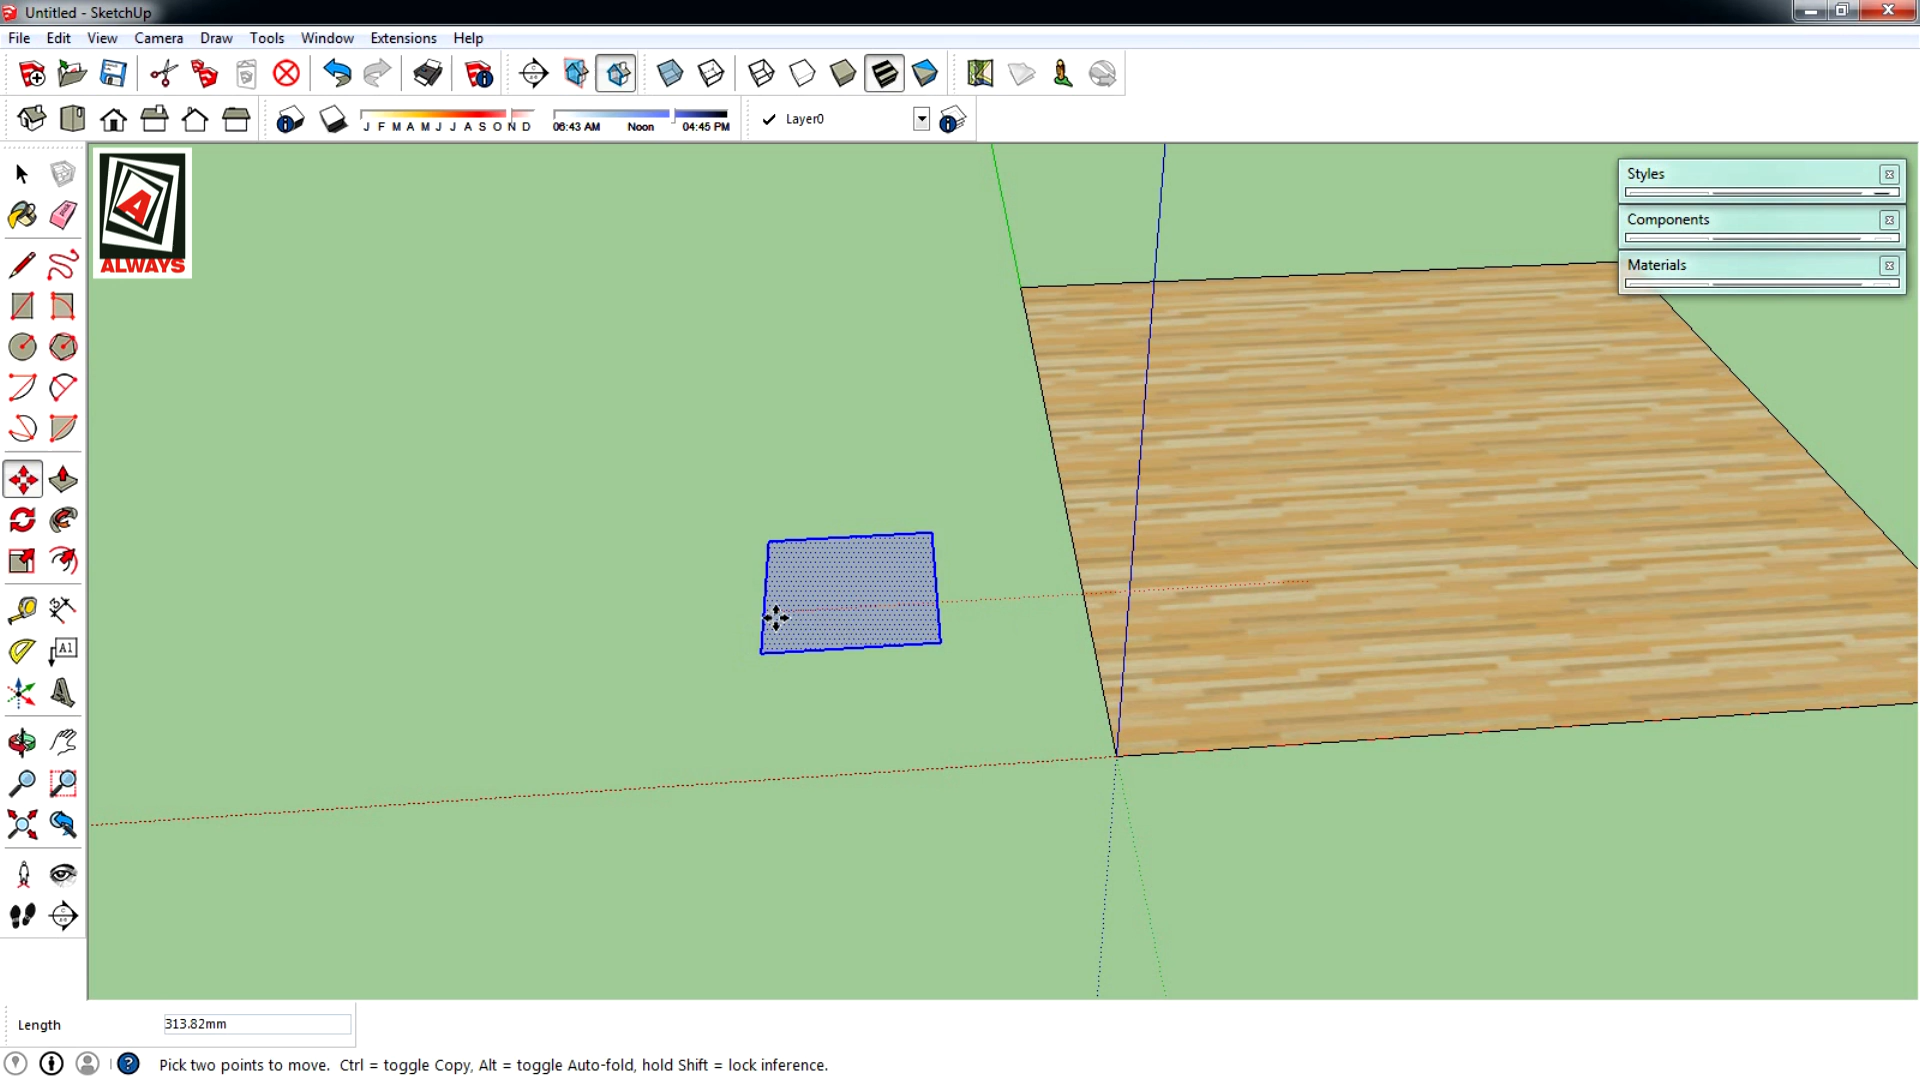 Untitled - SketchUp
File Edit View Camera Draw Tools Window Extensions Help
J F M A M J J A S O N D
06:43 AM Noon 04:45 PM
Layer0
A
ALWAYS
Styles
Components
Materials
A1
Length 313.82mm
Pick two points to move. Ctrl = toggle Copy, Alt = toggle Auto-fold, hold Shift = lock inference.